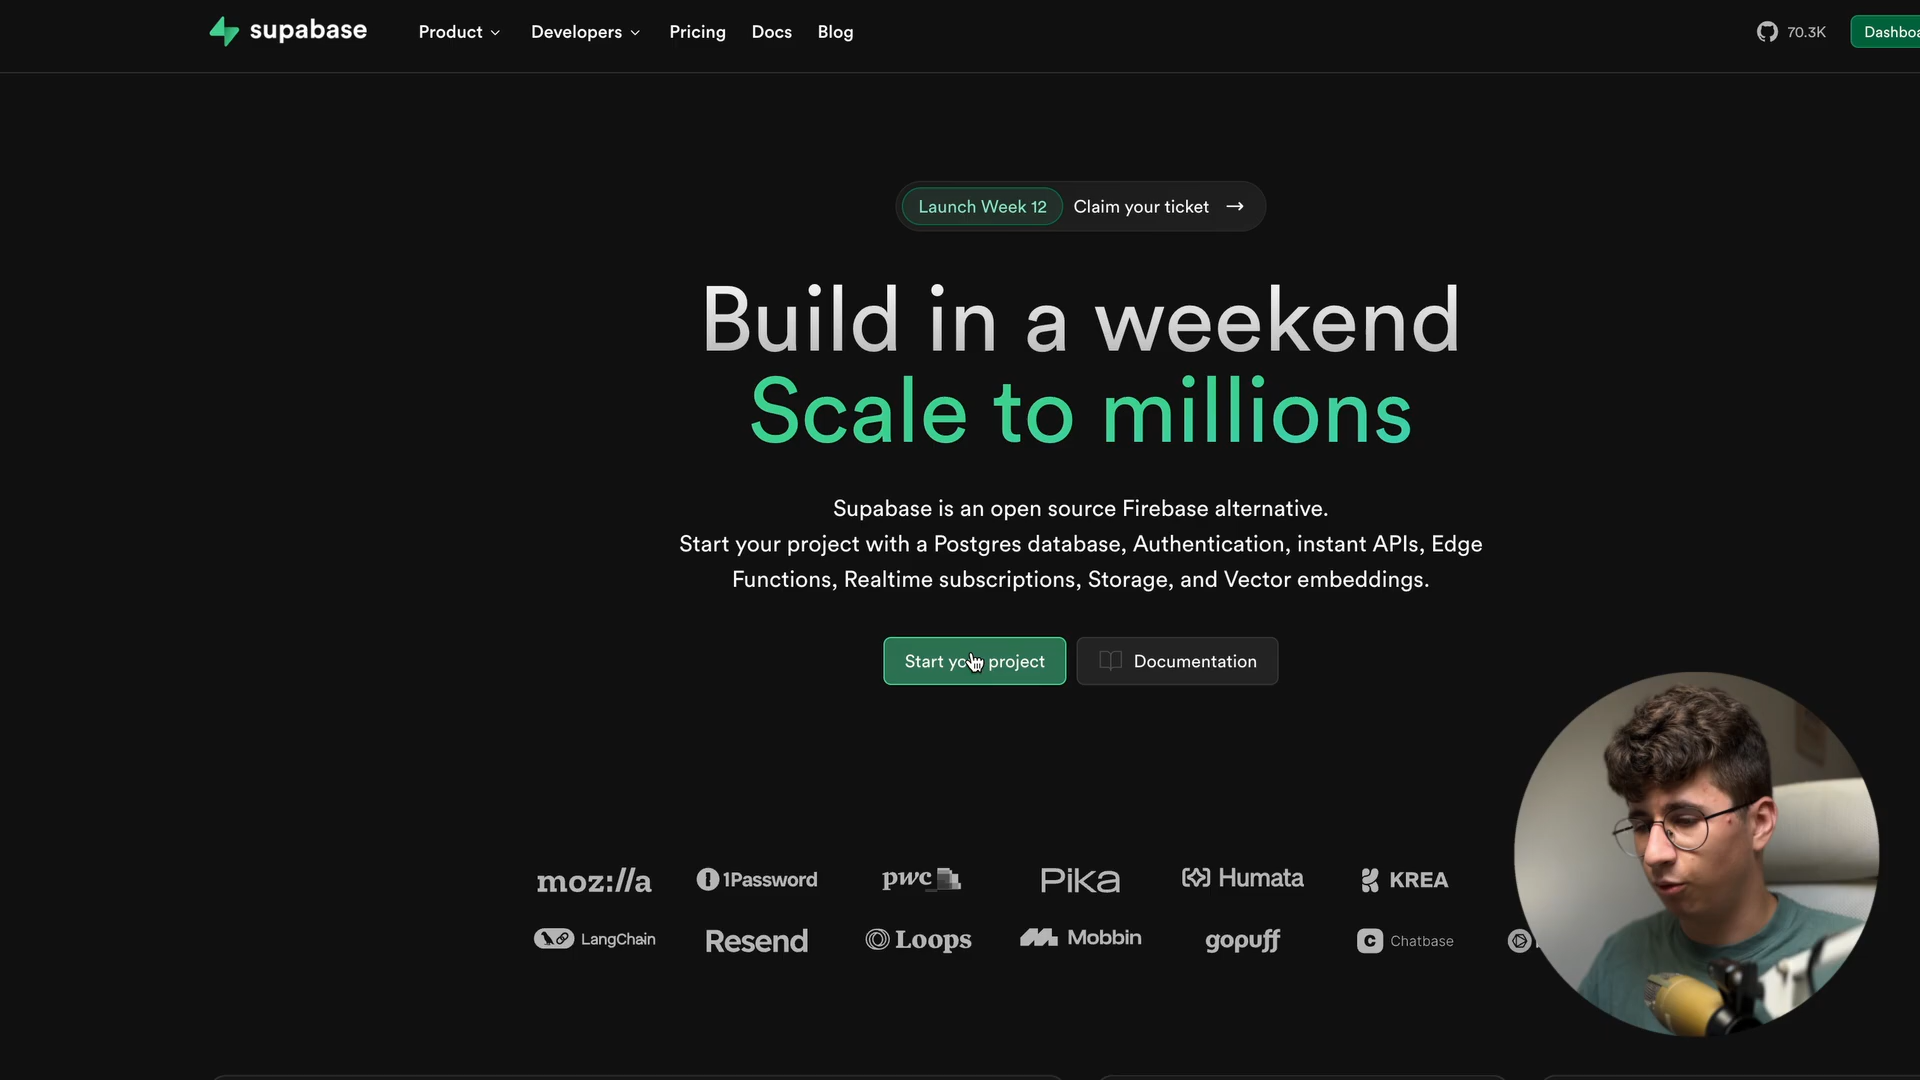 supabase
Product
Developers
Pricing
Docs
Blog
70.3K
Launch Week 12
Claim your ticket
Build in a weekend
Scale to millions
Supabase is an open source Firebase alternative.
Start your project with a Postgres database, Authentication, instant APIs, Edge
Functions, Realtime subscriptions, Storage, and Vector embeddings.
Start your project
Documentation
moz://a
1Password
pwc
Pika
Humata
KREA
LangChain
Resend
Loops
Mobbin
gopuff
Chatbase